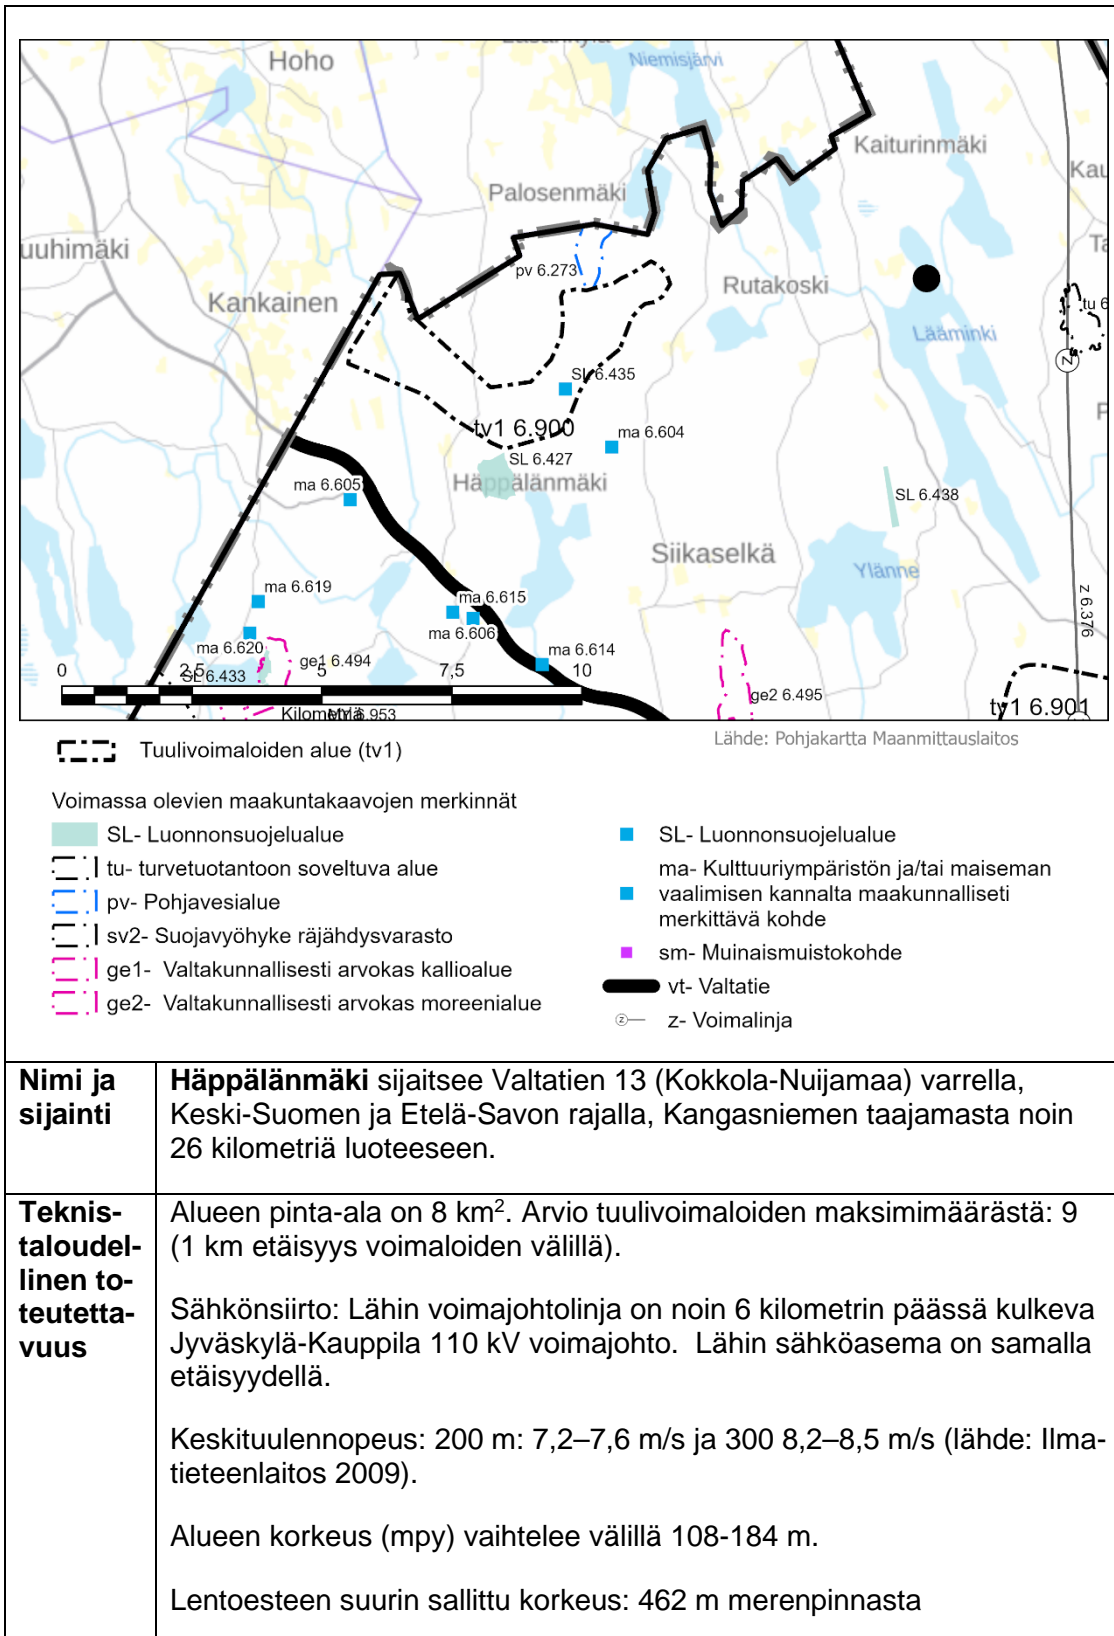 Hoho
Niemisjärvi
Kaiturinmäki
Palosenmäki
uuhimäki
pv 6.273
Rutakoski
Kankainen
tu 6
Lääminki
Z
SL 6.435
tv1 6.900
ma 6.604
SL 6.427
ma 6.605
Häppälänmäki
SL 6.438
Siikaselkä
Ylänne
ma 6.619
ma 6.615
z 6.376
ma 6.606
ma 6.620
ma 6.614
ge1 6.494
0 2,5 5 7,5 10
SL 6.433
ge2 6.495
tv1 6.901
Kilometriä
6.953
Lähde: Pohjakartta Maanmittauslaitos
Tuulivoimaloiden alue (tv1)
Voimassa olevien maakuntakaavojen merkinnät
SL- Luonnonsuojelualue
tu- turvetuotantoon soveltuva alue
pv- Pohjavesialue
sv2- Suojavyöhyke räjähdysvarasto
ge1- Valtakunnallisesti arvokas kallioalue
ge2- Valtakunnallisesti arvokas moreenialue
SL- Luonnonsuojelualue
ma- Kulttuuriympäristön ja/tai maiseman
vaalimisen kannalta maakunnalliseti
merkittävä kohde
sm- Muinaismuistokohde
vt- Valtatie
z- Voimalinja
Nimi ja
sijainti
Häppälänmäki sijaitsee Valtatien 13 (Kokkola-Nuijamaa) varrella,
Keski-Suomen ja Etelä-Savon rajalla, Kangasniemen taajamasta noin
26 kilometriä luoteeseen.
Teknis-
taloudel-
linen to-
teutetta-
vuus
Alueen pinta-ala on 8 km². Arvio tuulivoimaloiden maksimimäärästä: 9
(1 km etäisyys voimaloiden välillä).
Sähkönsiirto: Lähin voimajohtolinja on noin 6 kilometrin päässä kulkeva
Jyväskylä-Kauppila 110 kV voimajohto. Lähin sähköasema on samalla
etäisyydellä.
Keskituulennopeus: 200 m: 7,2–7,6 m/s ja 300 8,2–8,5 m/s (lähde: Ilma-
tieteenlaitos 2009).
Alueen korkeus (mpy) vaihtelee välillä 108-184 m.
Lentoesteen suurin sallittu korkeus: 462 m merenpinnasta